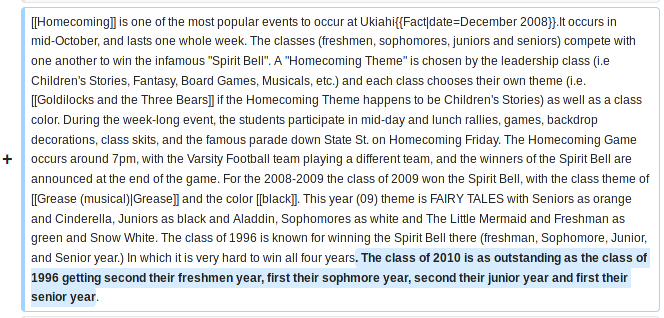 [[Homecoming]] is one of the most popular events to occur at Ukiahi{{Fact|date=December 2008}}.It occurs in
mid-October, and lasts one whole week. The classes (freshmen, sophomores, juniors and seniors) compete with
one another to win the infamous "Spirit Bell". A "Homecoming Theme" is chosen by the leadership class (i.e
Children's Stories, Fantasy, Board Games, Musicals, etc.) and each class chooses their own theme (i.e.
[[Goldilocks and the Three Bears]] if the Homecoming Theme happens to be Children's Stories) as well as a class
color. During the week-long event, the students participate in mid-day and lunch rallies, games, backdrop
decorations, class skits, and the famous parade down State St. on Homecoming Friday. The Homecoming Game
+ occurs around 7pm, with the Varsity Football team playing a different team, and the winners of the Spirit Bell are
announced at the end of the game. For the 2008-2009 the class of 2009 won the Spirit Bell, with the class theme of
[[Grease (musical)|Grease]] and the color [[black]]. This year (09) theme is FAIRY TALES with Seniors as orange
and Cinderella, Juniors as black and Aladdin, Sophomores as white and The Little Mermaid and Freshman as
green and Snow White. The class of 1996 is known for winning the Spirit Bell there (freshman, Sophomore, Junior,
and Senior year.) In which it is very hard to win all four years. The class of 2010 is as outstanding as the class of
1996 getting second their freshmen year, first their sophmore year, second their junior year and first their
senior year.